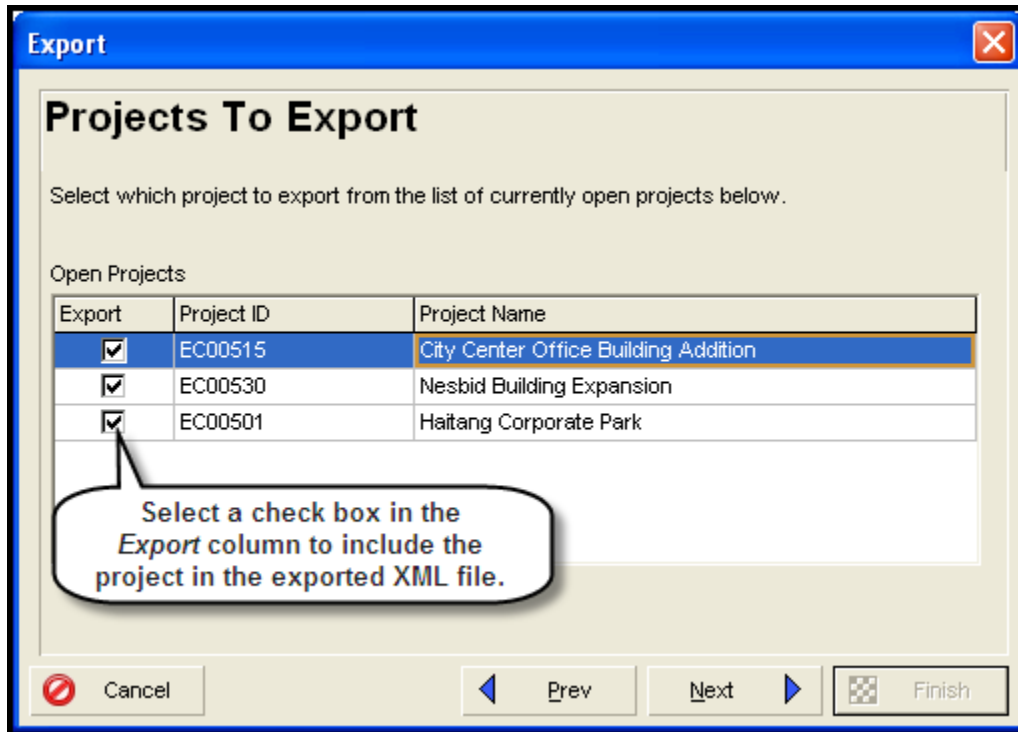 Export
Projects To Export
Select which project to export from the list of currently open projects below.
Open Projects
Export Project ID Project Name
EC00515 City Center Office Building Addition
EC00530 Nesbid Building Expansion
EC00501 Haitang Corporate Park
Select a check box in the
Export column to include the
project in the exported XML file.
Cancel Prev Next Finish